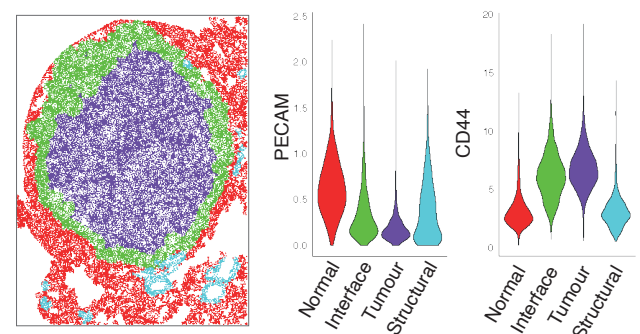 PECAM
2.5
2.0
1.5
1.0
0.5
0.0
Normal
Interface
Tumour
Structural
CD44
20
15
10
5
0
Normal
Interface
Tumour
Structural